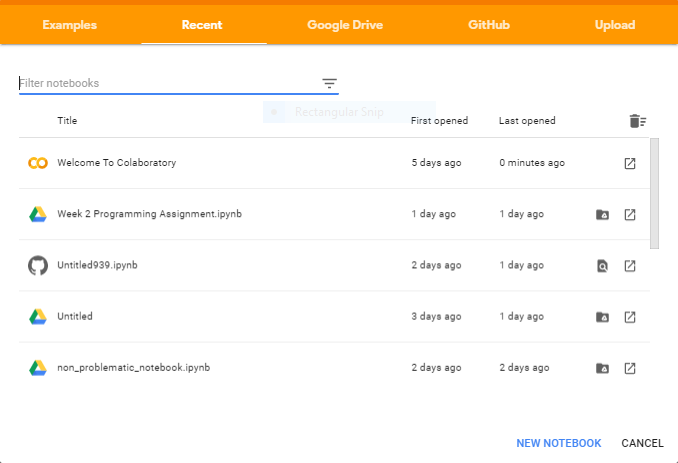 Examples Recent Google Drive GitHub Upload
Filter notebooks
Rectangular Snip
Title First opened Last opened
Welcome To Colaboratory 5 days ago 0 minutes ago
Week 2 Programming Assignment.ipynb 1 day ago 1 day ago
Untitled939.ipynb 2 days ago 1 day ago
Untitled 3 days ago 1 day ago
non_problematic_notebook.ipynb 2 days ago 2 days ago
NEW NOTEBOOK CANCEL